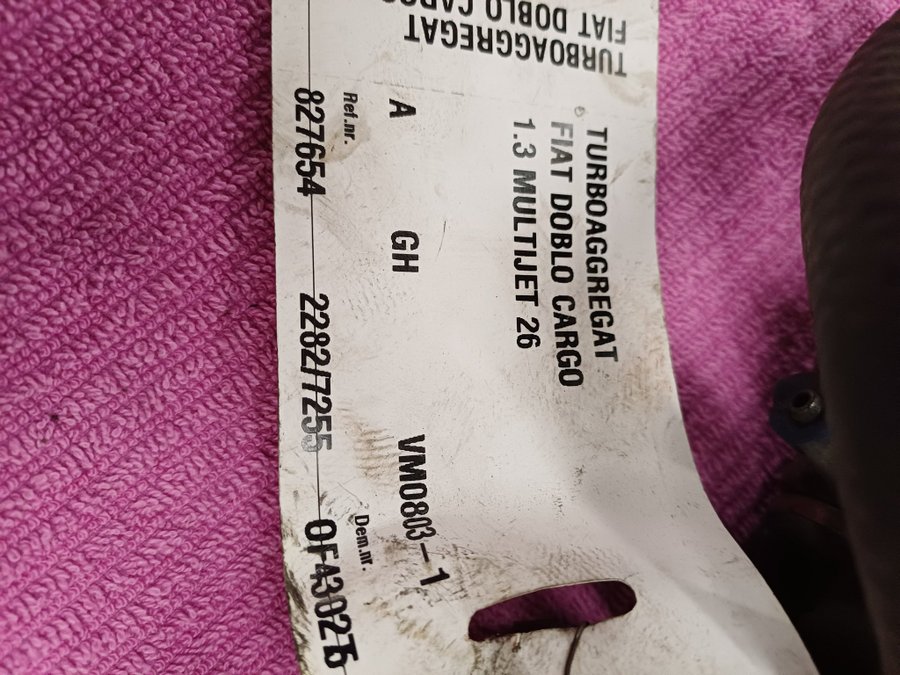 TURBOAGGREGAT
FIAT DOBLO
TURBOAGGREGAT
FIAT DOBLO CARGO
1.3 MULTIJET 26
A GH VM0803-1
Ref.nr. Dem.nr.
827654 2282/7255